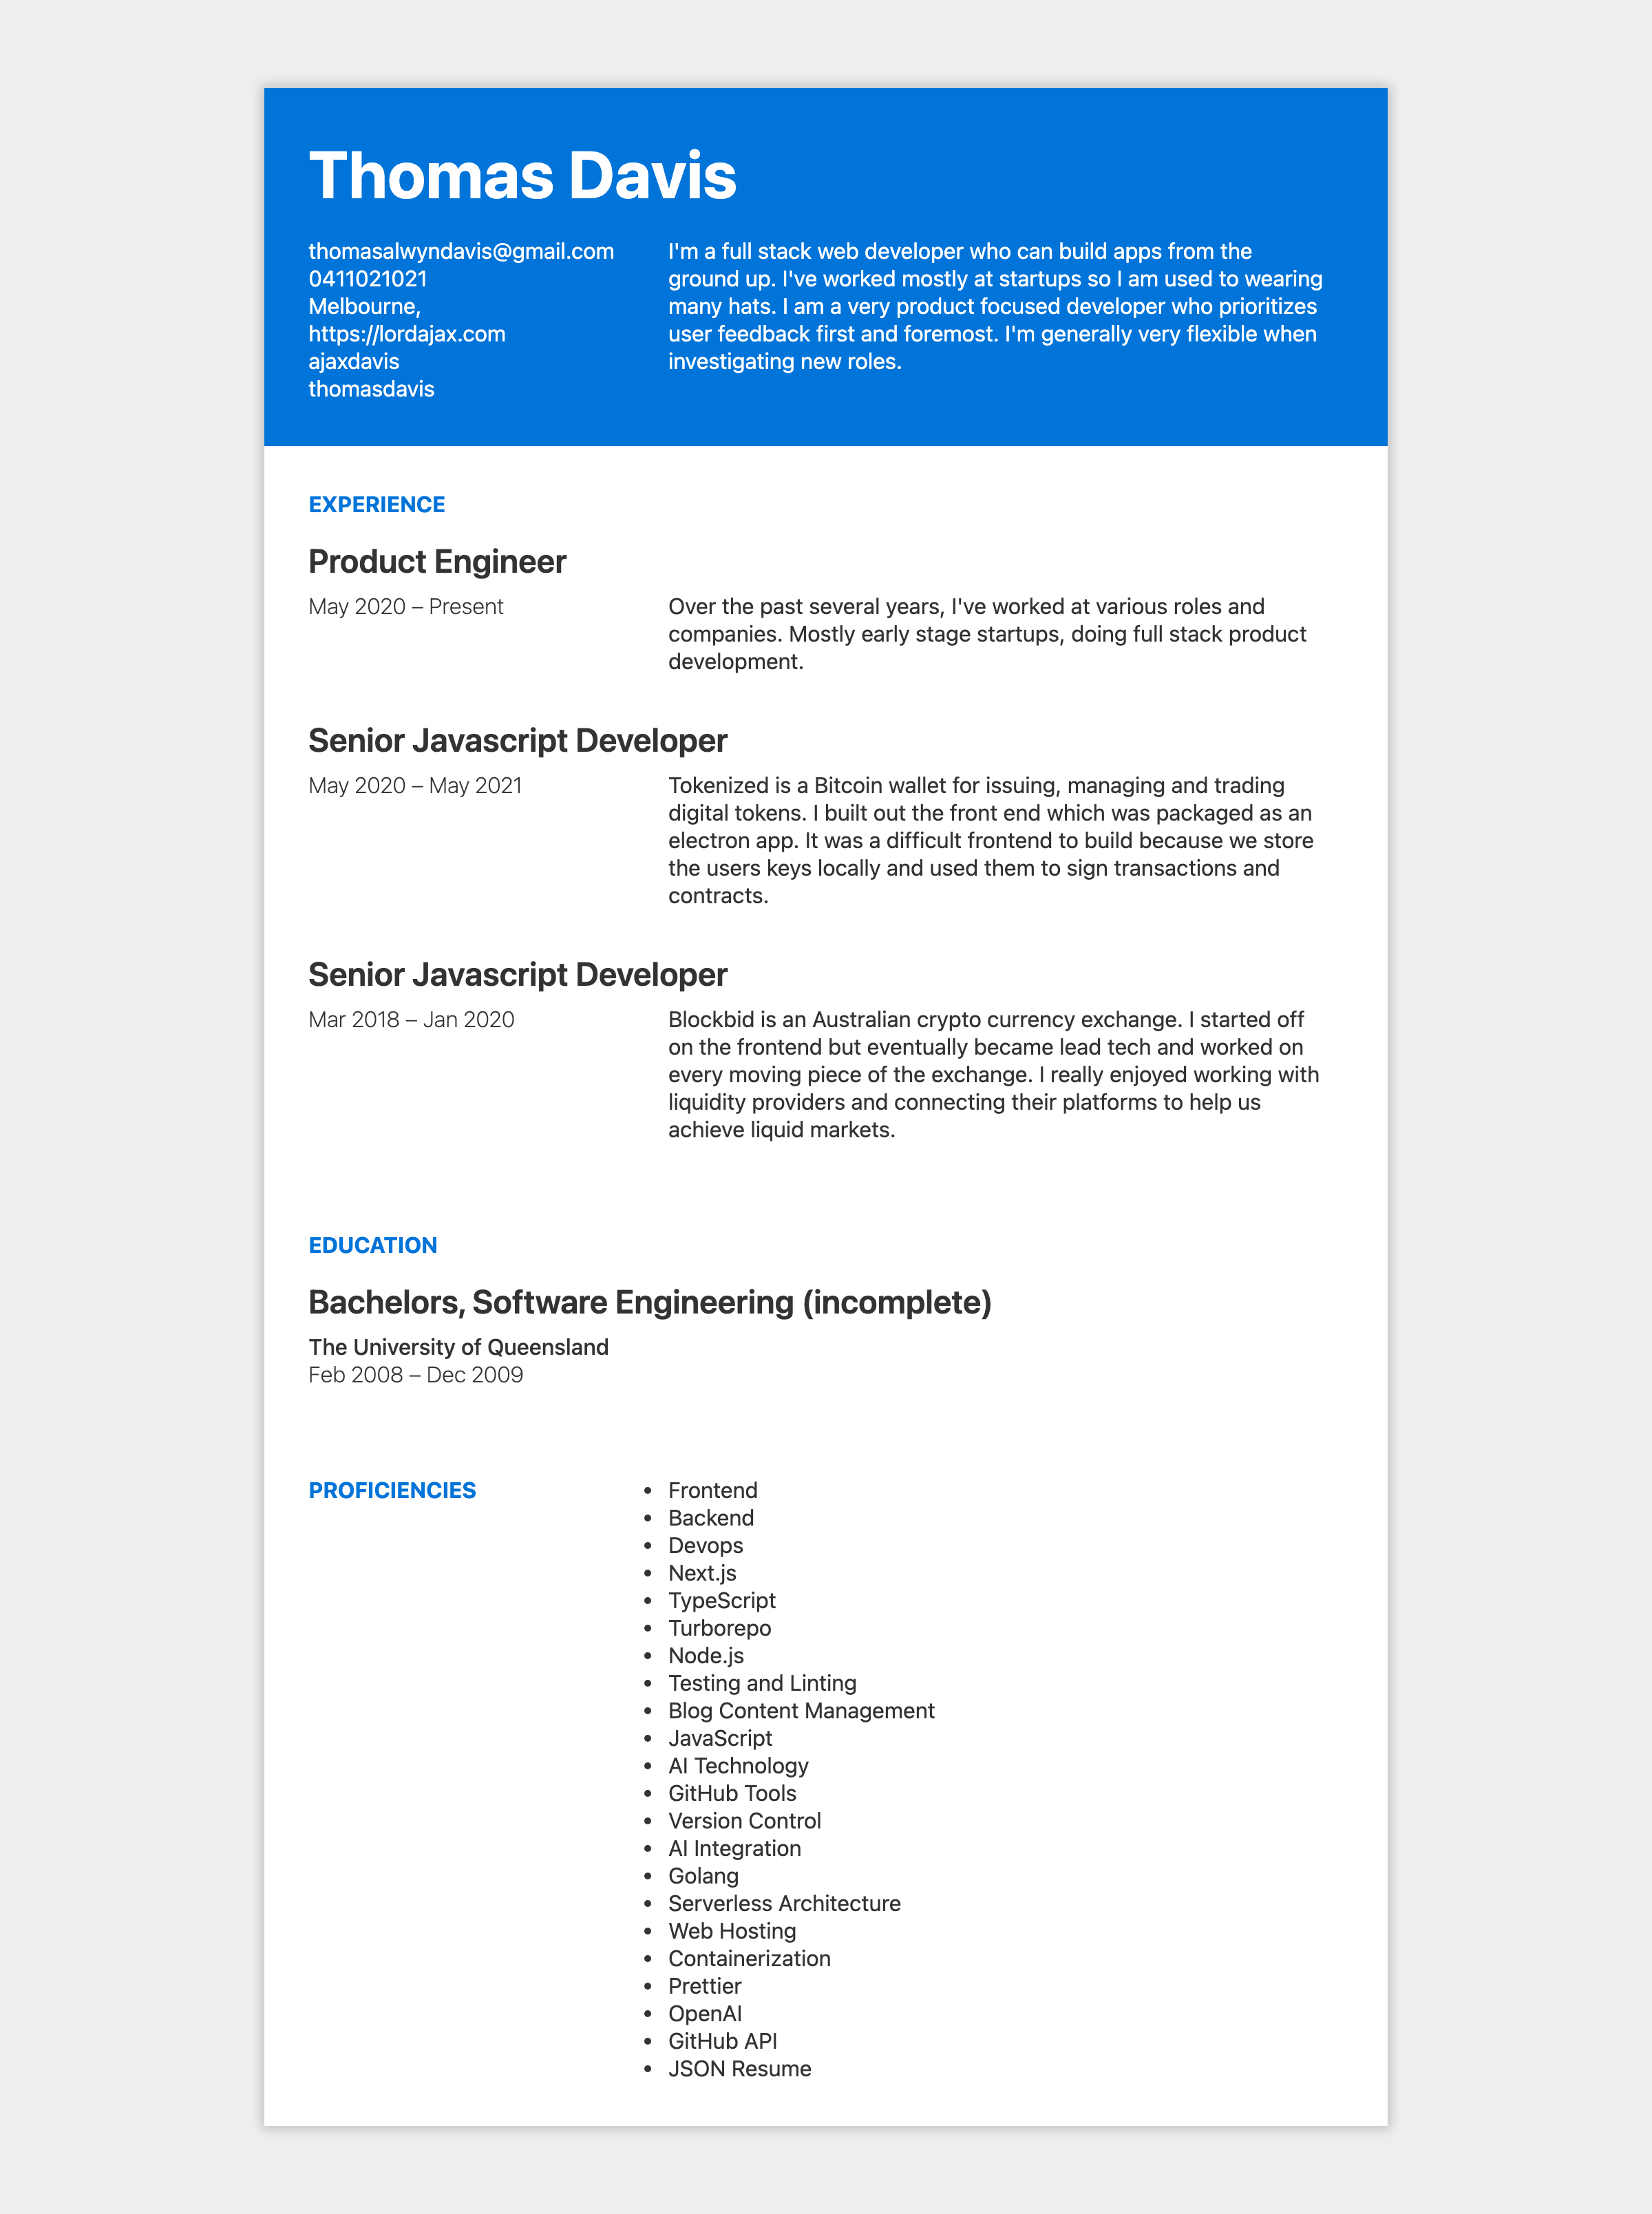 Thomas Davis
thomasalwyndavis@gmail.com
0411021021
Melbourne,
https://lordajax.com
ajaxdavis
thomasdavis
I'm a full stack web developer who can build apps from the
ground up. I've worked mostly at startups so I am used to wearing
many hats. I am a very product focused developer who prioritizes
user feedback first and foremost. I'm generally very flexible when
investigating new roles.
EXPERIENCE
Product Engineer
May 2020 – Present
Over the past several years, I've worked at various roles and
companies. Mostly early stage startups, doing full stack product
development.
Senior Javascript Developer
May 2020 – May 2021
Tokenized is a Bitcoin wallet for issuing, managing and trading
digital tokens. I built out the front end which was packaged as an
electron app. It was a difficult frontend to build because we store
the users keys locally and used them to sign transactions and
contracts.
Senior Javascript Developer
Mar 2018 – Jan 2020
Blockbid is an Australian crypto currency exchange. I started off
on the frontend but eventually became lead tech and worked on
every moving piece of the exchange. I really enjoyed working with
liquidity providers and connecting their platforms to help us
achieve liquid markets.
EDUCATION
Bachelors, Software Engineering (incomplete)
The University of Queensland
Feb 2008 – Dec 2009
PROFICIENCIES
• Frontend
• Backend
• Devops
• Next.js
• TypeScript
• Turborepo
• Node.js
• Testing and Linting
• Blog Content Management
• JavaScript
• AI Technology
• GitHub Tools
• Version Control
• AI Integration
• Golang
• Serverless Architecture
• Web Hosting
• Containerization
• Prettier
• OpenAI
• GitHub API
• JSON Resume